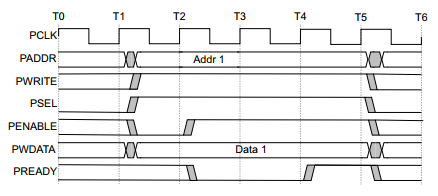 T0 T1 T2 T3 T4 T5 T6
PCLK
PADDR Addr 1
PWRITE
PSEL
PENABLE
PWDATA Data 1
PREADY